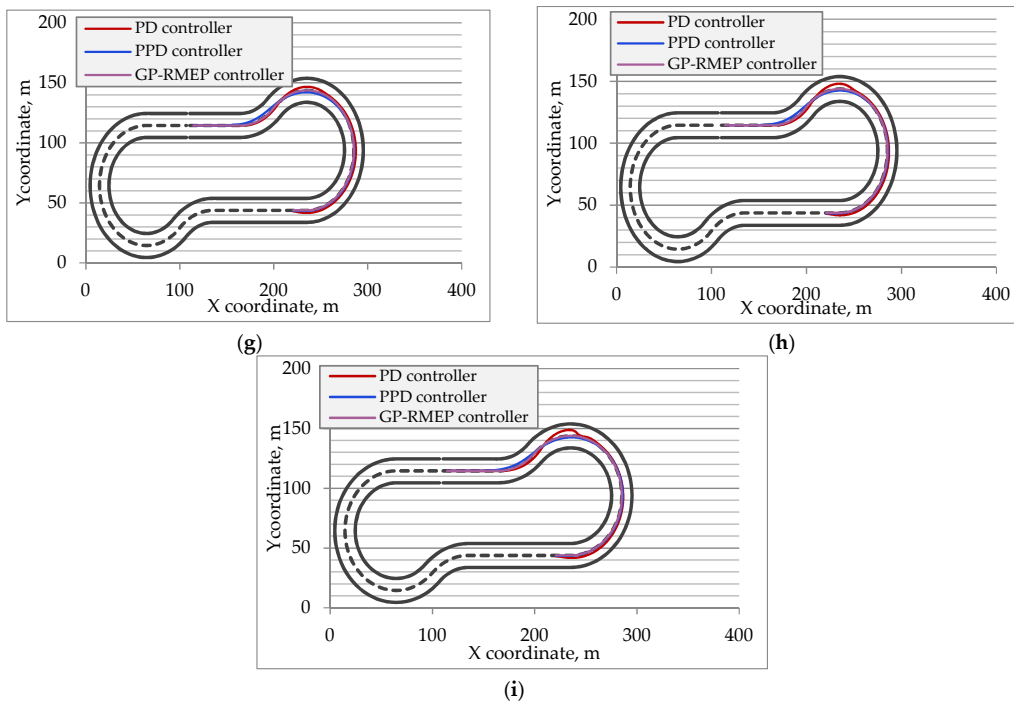 200
150
100
50
0
Ycoordinate, m
PD controller
PPD controller
GP-RMEP controller
0 100 200 300 400
X coordinate, m
(g)
200
150
100
50
0
Ycoordinate, m
PD controller
PPD controller
GP-RMEP controller
0 100 200 300 400
X coordinate, m
(h)
200
150
100
50
0
Ycoordinate, m
PD controller
PPD controller
GP-RMEP controller
0 100 200 300 400
X coordinate, m
(i)